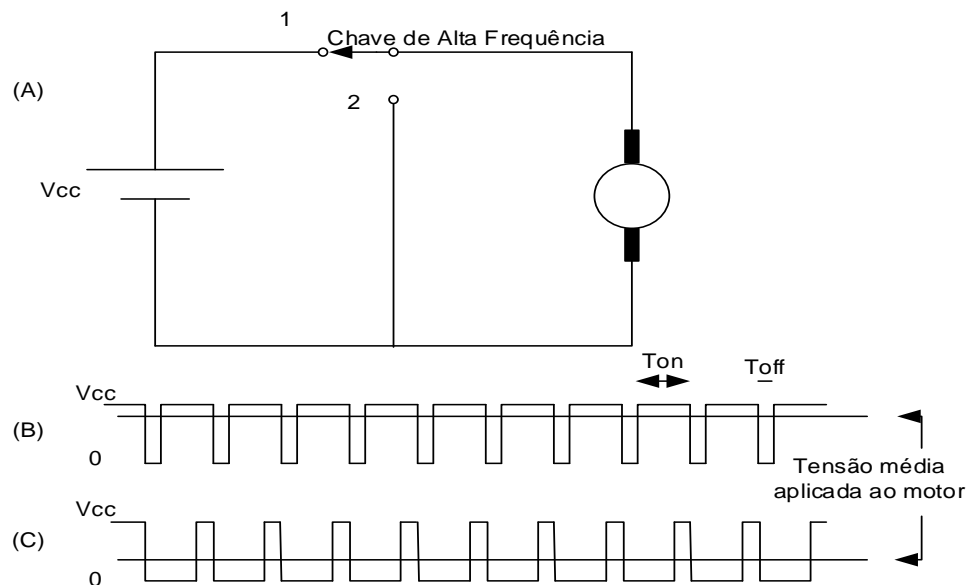 1
Chave de Alta Frequência
(A)
2
Vcc
Ton
Toff
Vcc
(B)
0
Tensão média
aplicada ao motor
Vcc
(C)
0